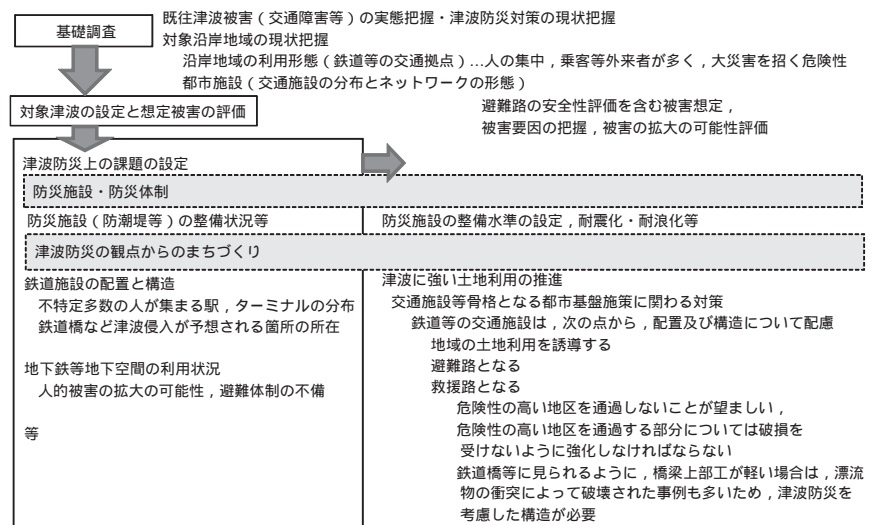 基礎調査
既往津波被害（交通障害等）の実態把握・津波防災対策の現状把握
対象沿岸地域の現状把握
沿岸地域の利用形態（鉄道等の交通拠点）…人の集中，乗客等外来者が多く，大災害を招く危険性
都市施設（交通施設の分布とネットワークの形態）
対象津波の設定と想定被害の評価
避難路の安全性評価を含む被害想定，
被害要因の把握，被害の拡大の可能性評価
津波防災上の課題の設定
防災施設・防災体制
防災施設（防潮堤等）の整備状況等
防災施設の整備水準の設定，耐震化・耐浪化等
津波防災の観点からのまちづくり
鉄道施設の配置と構造
不特定多数の人が集まる駅，ターミナルの分布
鉄道橋など津波侵入が予想される箇所の所在
地下鉄等地下空間の利用状況
人的被害の拡大の可能性，避難体制の不備
等
津波に強い土地利用の推進
交通施設等骨格となる都市基盤施策に関わる対策
鉄道等の交通施設は，次の点から，配置及び構造について配慮
地域の土地利用を誘導する
避難路となる
救援路となる
危険性の高い地区を通過しないことが望ましい，
危険性の高い地区を通過する部分については破損を
受けないように強化しなければならない
鉄道橋等に見られるように，橋梁上部工が軽い場合は，漂流
物の衝突によって破壊された事例も多いため，津波防災を
考慮した構造が必要